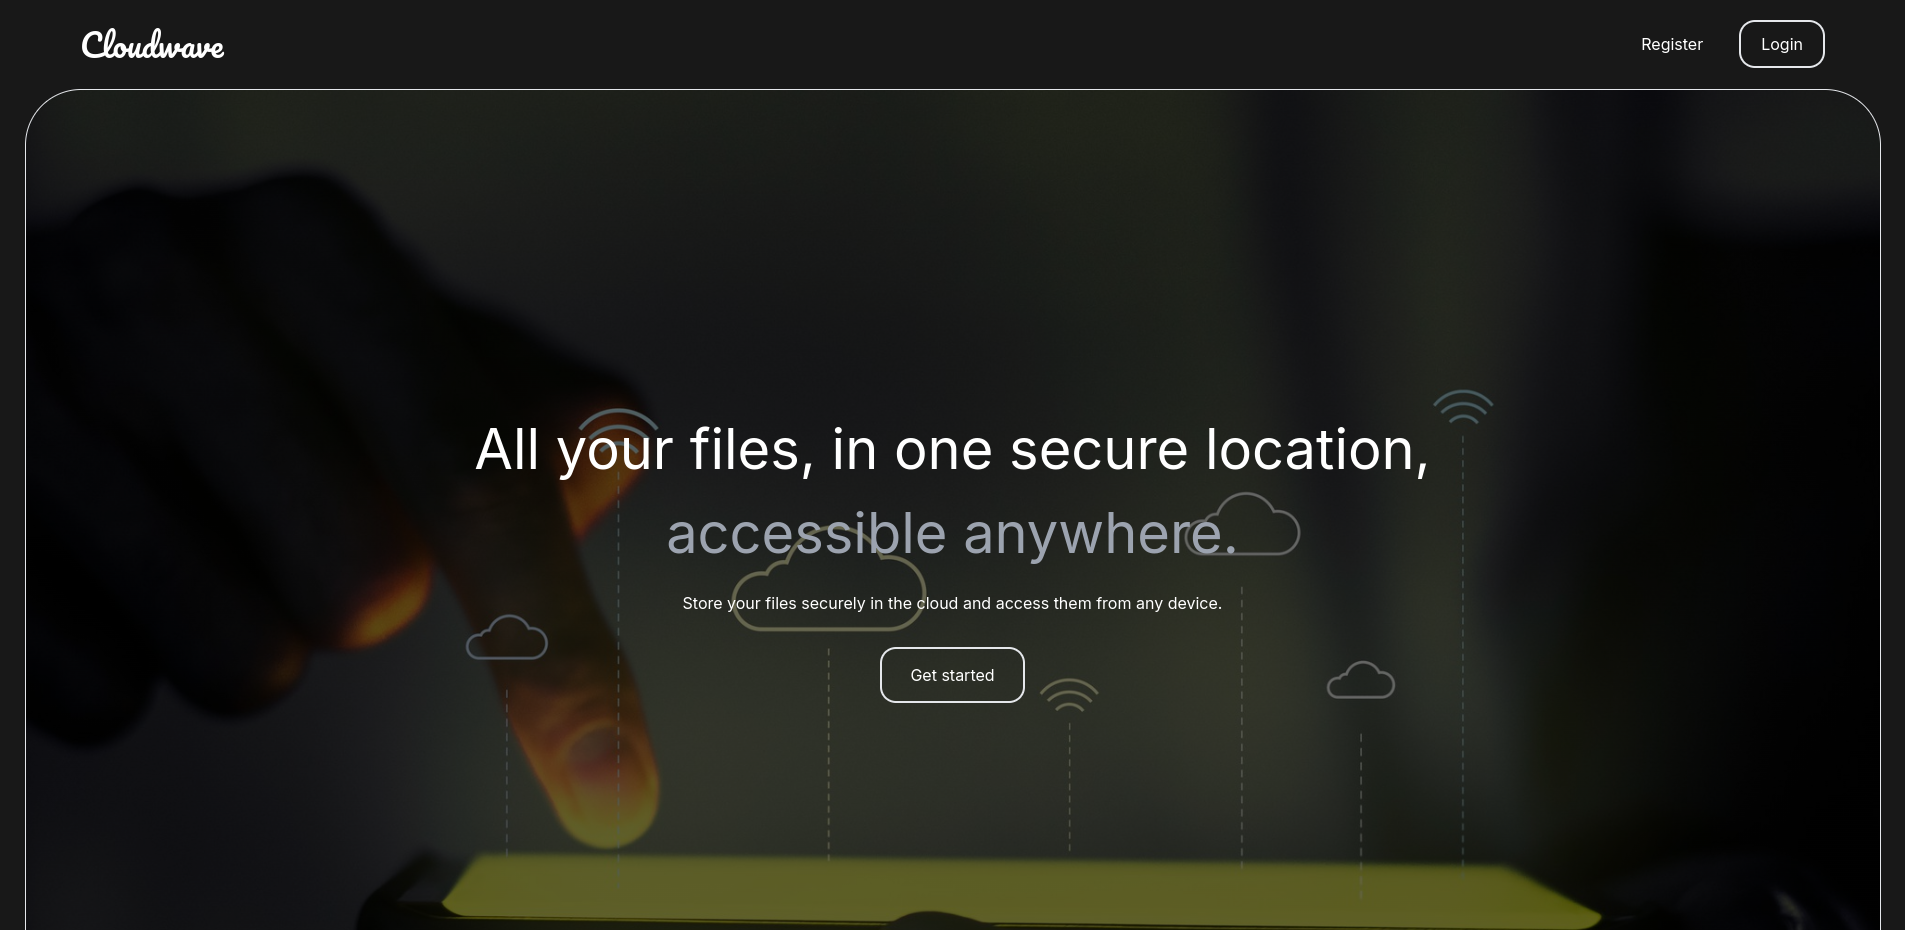 Cloudwave
Register
Login
All your files, in one secure location,
accessible anywhere.
Store your files securely in the cloud and access them from any device.
Get started